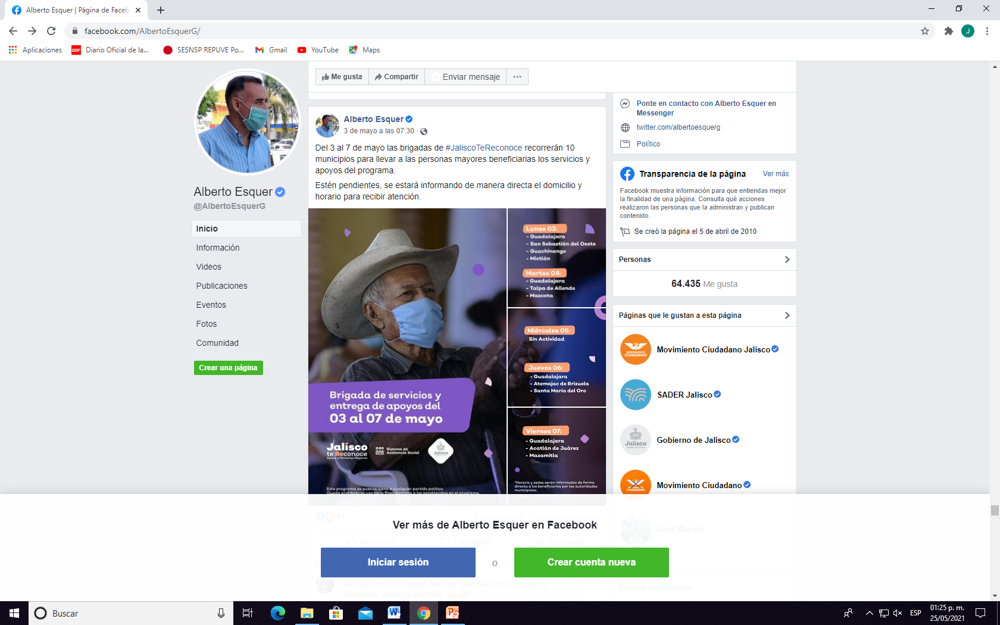 Alberto Esquer | Página de Faceb
facebook.com/AlbertoEsquerG/
J
Aplicaciones
DOF
Diario Oficial de la...
SESNSP REPUVE Po...
Gmail
YouTube
Maps
Alberto Esquer
@AlbertoEsquerG
Inicio
Información
Videos
Publicaciones
Eventos
Fotos
Comunidad
Crear una página
Me gusta
Compartir
Enviar mensaje
Alberto Esquer
3 de mayo a las 07:30 ·
Del 3 al 7 de mayo las brigadas de #JaliscoTeReconoce recorrerán 10
municipios para llevar a las personas mayores beneficiarias los servicios y
apoyos del programa.
Estén pendientes, se estará informando de manera directa el domicilio y
horario para recibir atención.
Brigada de servicios y
entrega de apoyos del
03 al 07 de mayo
Jalisco
te Reconoce
Apoyo a Personas Mayores
Sistema de
Asistencia Social
Jalisco
Este programa es público ajeno a cualquier partido político.
Queda prohibido su uso para fines distintos a los establecidos en el programa.
Lunes 03:
- Guadalajara
- San Sebastián del Oeste
- Guachinango
- Mixtlán
Martes 04:
- Guadalajara
- Talpa de Allende
- Mascota
Miércoles 05:
Sin Actividad
Jueves 06:
- Guadalajara
- Atemajac de Brizuela
- Santa María del Oro
Viernes 07:
- Guadalajara
- Acatlán de Juárez
- Mazamitla
*Horario y sedes serán informados de forma
directa a los beneficiarios por las autoridades
municipales.
Ponte en contacto con Alberto Esquer en
Messenger
twitter.com/albertoesquerg
Político
Transparencia de la página
Ver más
Facebook muestra información para que entiendas mejor
la finalidad de una página. Consulta qué acciones
realizaron las personas que la administran y publican
contenido.
Se creó la página el 5 de abril de 2010
Personas
64.435 Me gusta
Páginas que le gustan a esta página
MOVIMIENTO
CIUDADANO
Movimiento Ciudadano Jalisco
SADER Jalisco
Jalisco
Gobierno de Jalisco
Movimiento Ciudadano
José Manuel
91
Me gusta
Comentar
Compartir
Ver más de Alberto Esquer en Facebook
Iniciar sesión
o
Crear cuenta nueva
Maria Esther Cardenas Macias Todo bien con movimiento
ciudadano Jalisco para todos
Páginas relacionadas
Buscar
ESP
01:25 p. m.
25/05/2021